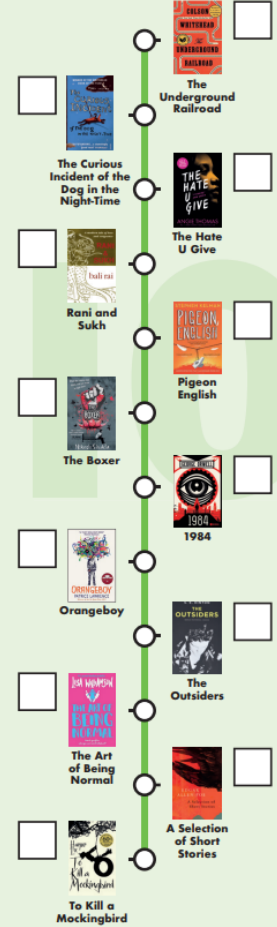 COLSON
WHITEHEAD
THE
UNDERGROUND
RAILROAD
The
Underground
Railroad
The Curious
Incident of the
Dog in the
Night-Time
THE
HATE
U
GIVE
ANGIE THOMAS
The Hate
U Give
bali rai
Rani and
Sukh
PIGEON
ENGLISH
Pigeon
English
BOXER
The Boxer
GEORGE ORWELL
1984
1984
ORANGEBOY
PATRICE LAWRENCE
Orangeboy
THE
OUTSIDERS
The
Outsiders
LISA WILLIAMSON
THE ART OF
BEING
NORMAL
The Art
of Being
Normal
A Selection
of Short
Stories
Harper
Lee
To
Kill a
Mockingbird
To Kill a
Mockingbird
10